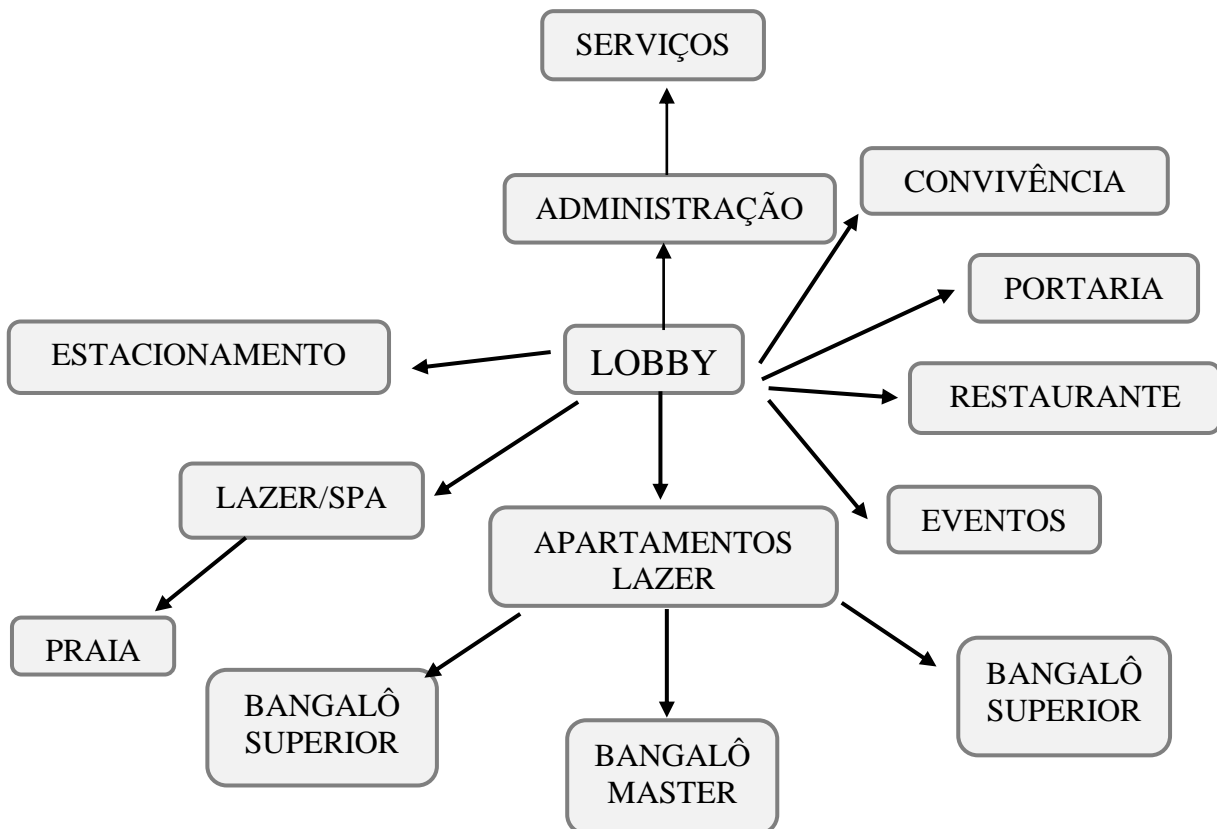 SERVIÇOS
CONVIVÊNCIA
ADMINISTRAÇÃO
PORTARIA
ESTACIONAMENTO
LOBBY
RESTAURANTE
LAZER/SPA
EVENTOS
APARTAMENTOS
LAZER
PRAIA
BANGALÔ
SUPERIOR
BANGALÔ
MASTER
BANGALÔ
SUPERIOR